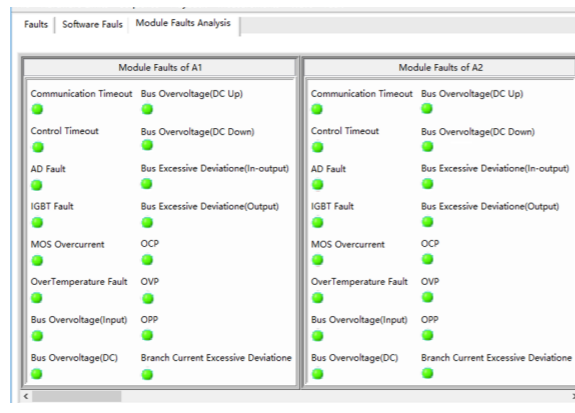 Faults Software Fauls Module Faults Analysis
Module Faults of A1 Module Faults of A2
Communication Timeout Bus Overvoltage(DC Up) Communication Timeout Bus Overvoltage(DC Up)
Control Timeout Bus Overvoltage(DC Down) Control Timeout Bus Overvoltage(DC Down)
AD Fault Bus Excessive Deviatione(In-output) AD Fault Bus Excessive Deviatione(In-output)
IGBT Fault Bus Excessive Deviatione(Output) IGBT Fault Bus Excessive Deviatione(Output)
MOS Overcurrent OCP MOS Overcurrent OCP
OverTemperature Fault OVP OverTemperature Fault OVP
Bus Overvoltage(Input) OPP Bus Overvoltage(Input) OPP
Bus Overvoltage(DC) Branch Current Excessive Deviatione Bus Overvoltage(DC) Branch Current Excessive Deviatione